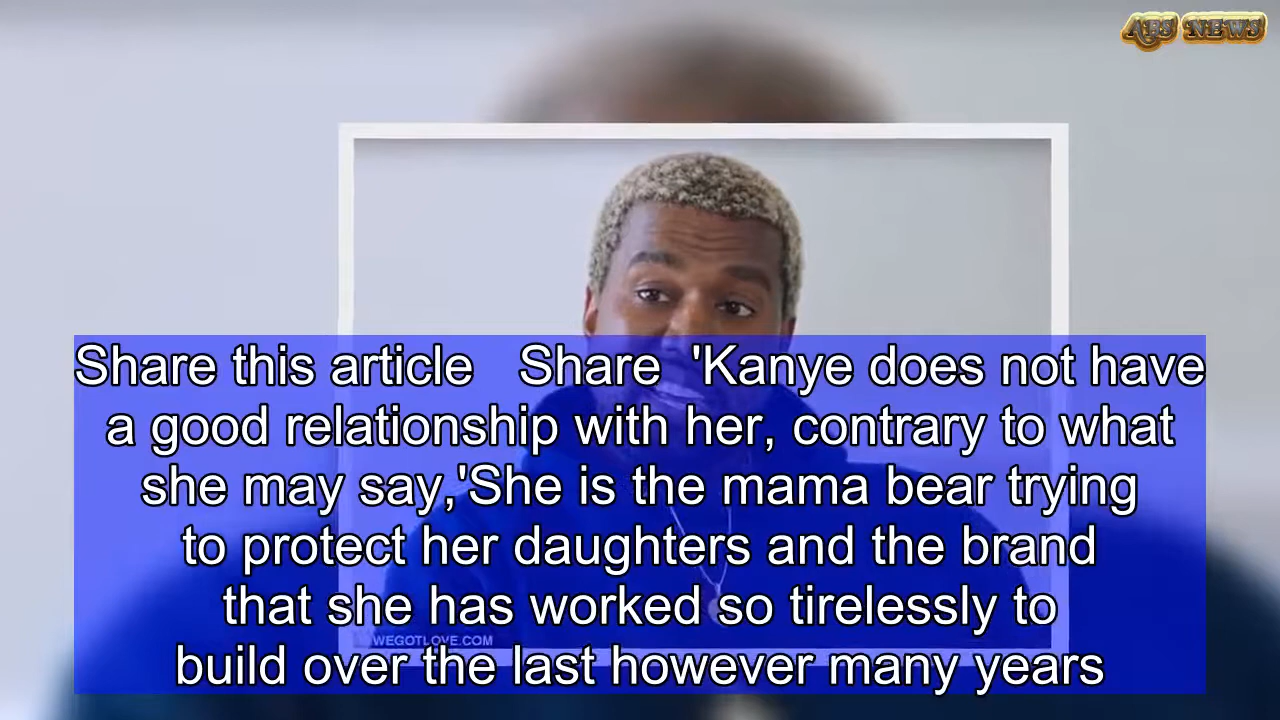 ABS NEWS
Share this article   Share  'Kanye does not have
a good relationship with her, contrary to what
she may say,'She is the mama bear trying
to protect her daughters and the brand
that she has worked so tirelessly to
WEGOTLOVE.COM
build over the last however many years